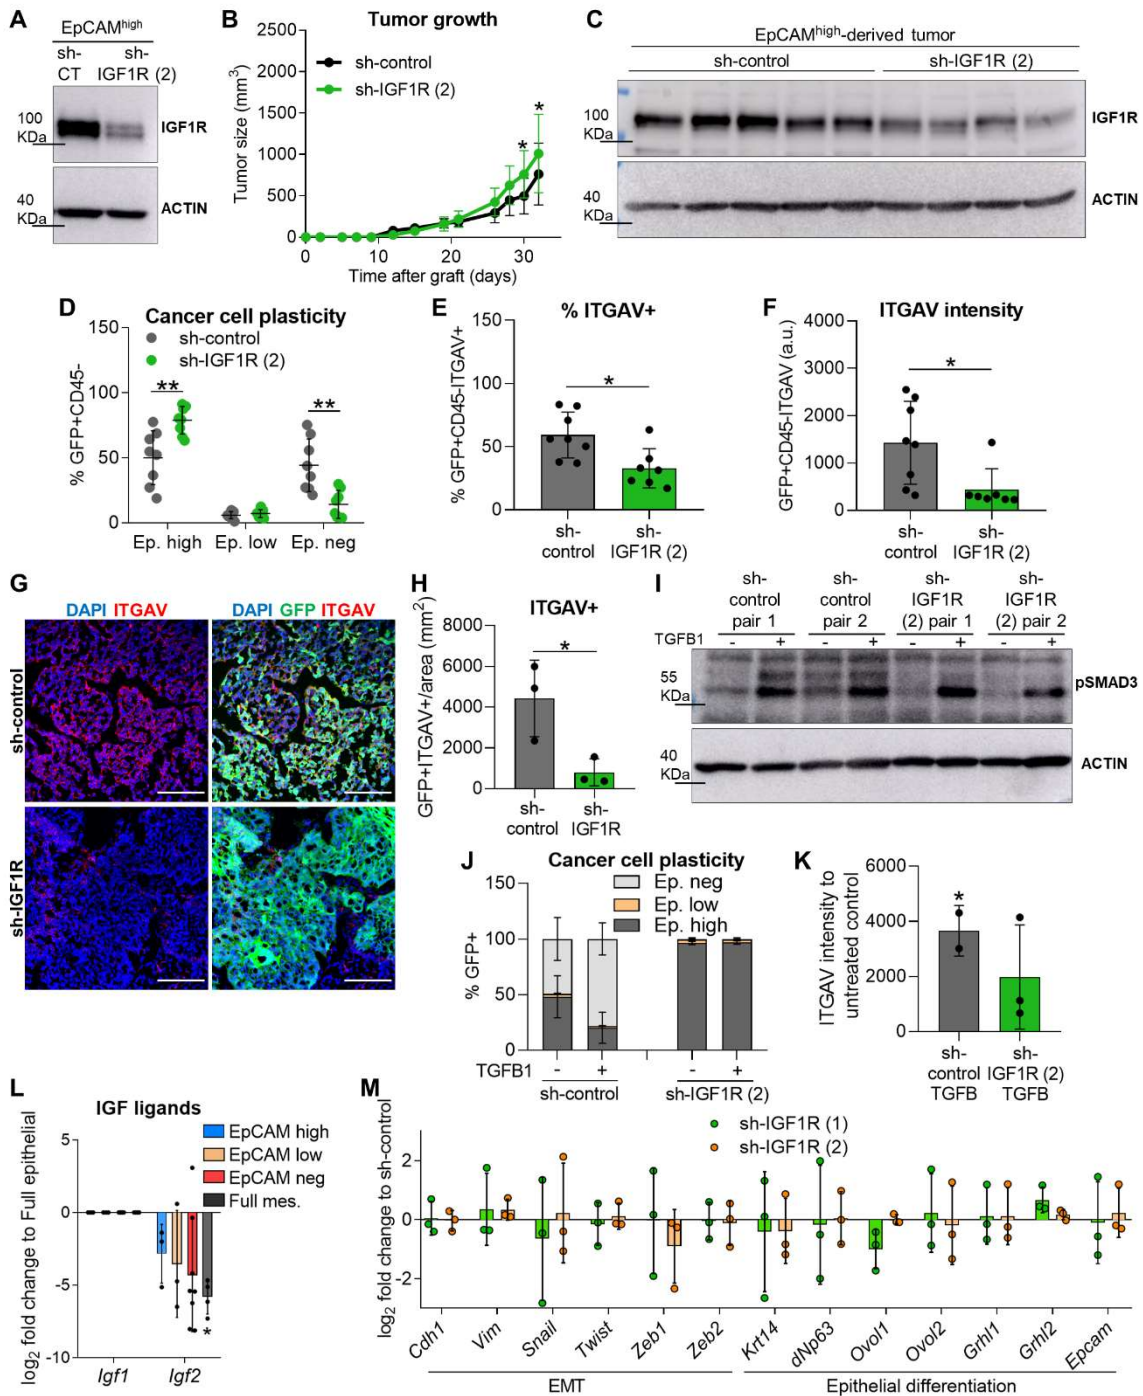 A
EpCAMhigh
sh-
CT
sh-
IGF1R (2)
100
KDa
IGF1R
40
KDa
ACTIN
B
Tumor growth
sh-control
sh-IGF1R (2)
Tumor size (mm3)
2500
2000
1500
1000
500
0
* *
0 10 20 30
Time after graft (days)
C
EpCAMhigh-derived tumor
sh-control sh-IGF1R (2)
100
KDa
IGF1R
40
KDa
ACTIN
D
Cancer cell plasticity
sh-control
sh-IGF1R (2)
% GFP+CD45-
150
100
50
0
** **
Ep. high Ep. low Ep. neg
E
% ITGAV+
% GFP+CD45-ITGAV+
150
100
50
0
*
sh-
control
sh-
IGF1R (2)
F
ITGAV intensity
GFP+CD45-ITGAV (a.u.)
4000
3000
2000
1000
0
*
sh-
control
sh-
IGF1R (2)
G
DAPI ITGAV
DAPI GFP ITGAV
sh-control
sh-IGF1R
H
ITGAV+
GFP+ITGAV+/area (mm2)
8000
6000
4000
2000
0
*
sh-
control
sh-
IGF1R
I
sh-
control
pair 1
sh-
control
pair 2
sh-
IGF1R
(2) pair 1
sh-
IGF1R
(2) pair 2
TGFB1 - + - + - + - +
55
KDa
pSMAD3
40
KDa
ACTIN
J
Cancer cell plasticity
Ep. neg
Ep. low
Ep. high
% GFP+
150
100
50
0
TGFB1 - + - +
sh-control sh-IGF1R (2)
K
ITGAV intensity to
untreated control
6000
4000
2000
0
*
sh-
control
TGFB
sh-
IGF1R (2)
TGFB
L
IGF ligands
EpCAM high
EpCAM low
EpCAM neg
Full mes.
log2 fold change to Full epithelial
5
0
-5
-10
*
Igf1 Igf2
M
sh-IGF1R (1)
sh-IGF1R (2)
log2 fold change to sh-control
2
0
-2
Cdh1 Vim Snail Twist Zeb1 Zeb2 Krt14 dNp63 Ovol1 Ovol2 Grhl1 Grhl2 Epcam
EMT Epithelial differentiation